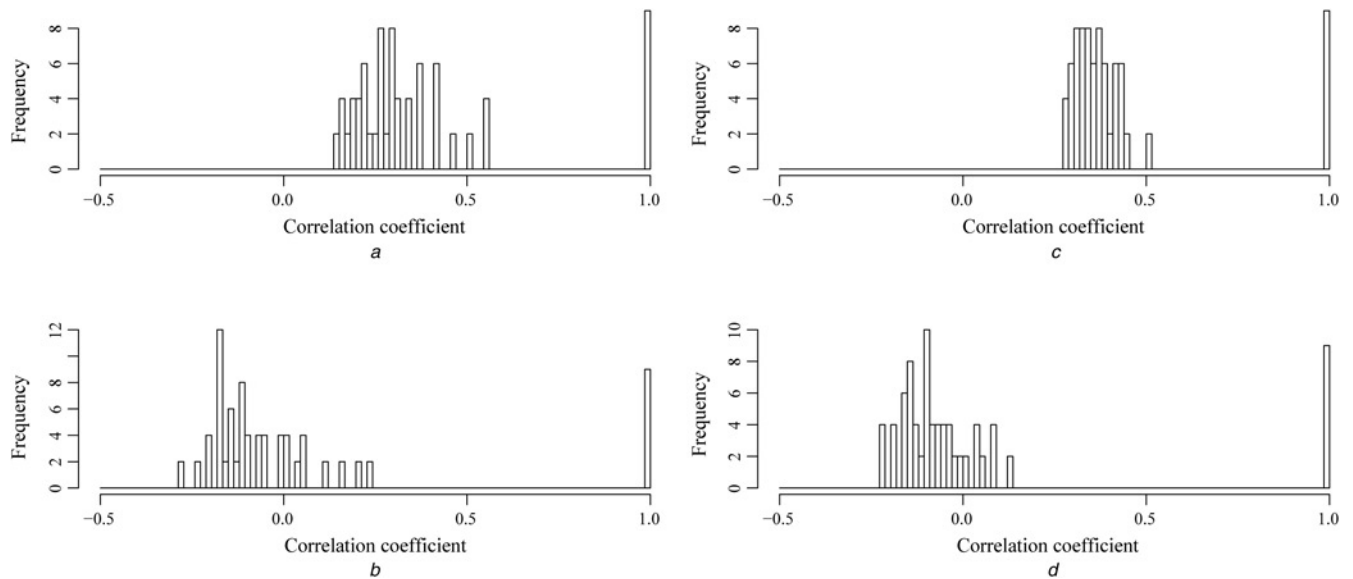 Frequency
0 2 4 6 8
−0.5 0.0 0.5 1.0
Correlation coefficient
a
Frequency
0 2 4 6 8
−0.5 0.0 0.5 1.0
Correlation coefficient
c
Frequency
0 2 4 6 8 12
−0.5 0.0 0.5 1.0
Correlation coefficient
b
Frequency
0 2 4 6 8 10
−0.5 0.0 0.5 1.0
Correlation coefficient
d